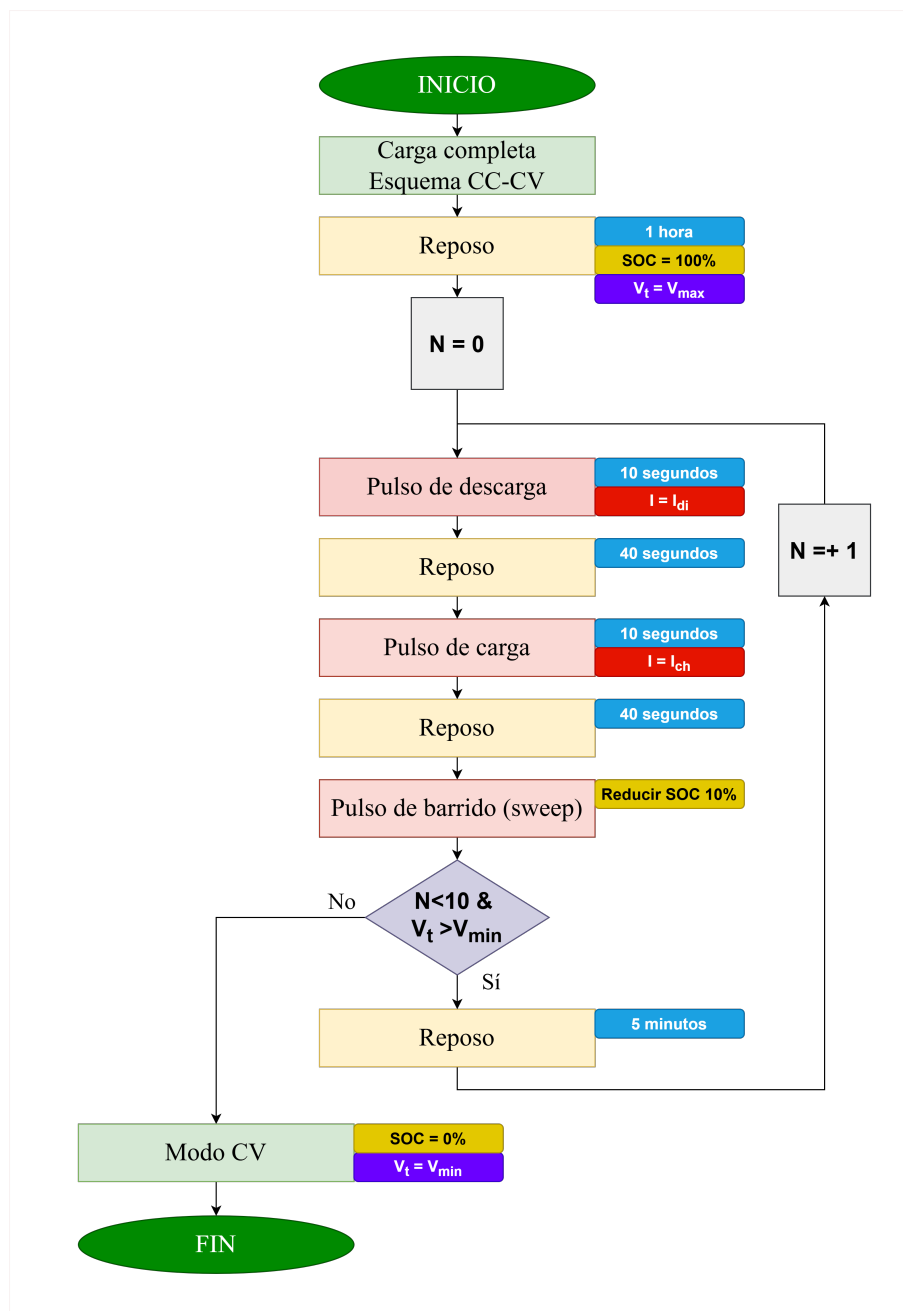 INICIO
Carga completa
Esquema CC-CV
Reposo
1 hora
SOC = 100%
Vt = Vmax
N = 0
Pulso de descarga
10 segundos
I = Idi
N =+ 1
Reposo
40 segundos
Pulso de carga
10 segundos
I = Ich
Reposo
40 segundos
Pulso de barrido (sweep)
Reducir SOC 10%
No
N<10 &
Vt >Vmin
Sí
Reposo
5 minutos
Modo CV
SOC = 0%
Vt = Vmin
FIN